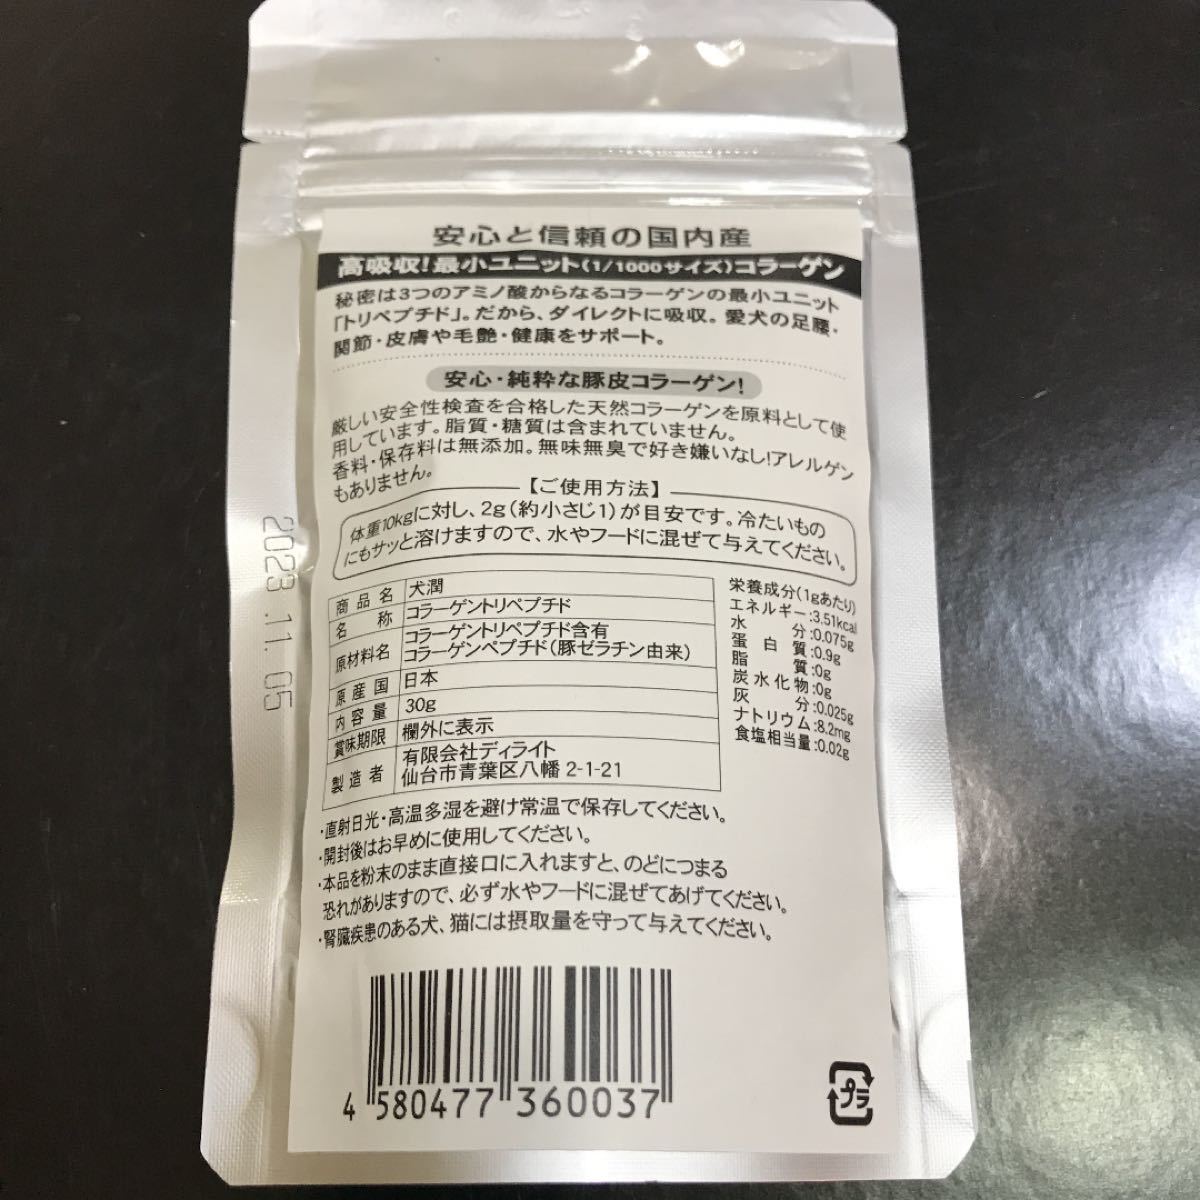 安心と信頼の国内産
高吸収!最小ユニット(1/1000サイズ)コラーゲン
秘密は3つのアミノ酸からなるコラーゲンの最小ユニット
「トリペプチド」。だから、ダイレクトに吸収。愛犬の足腰・
関節・皮膚や毛艶・健康をサポート。
安心・純粋な豚皮コラーゲン!
厳しい安全性検査を合格した天然コラーゲンを原料として使
用しています。脂質・糖質は含まれていません。
香料・保存料は無添加。無味無臭で好き嫌いなし!アレルゲン
もありません。
【ご使用方法】
体重10kgに対し、2g(約小さじ1)が目安です。冷たいもの
にもサッと溶けますので、水やフードに混ぜて与えてください。
商品名 犬潤
名称 コラーゲントリペプチド
原材料名 コラーゲントリペプチド含有
コラーゲンペプチド(豚ゼラチン由来)
原産国 日本
内容量 30g
賞味期限 欄外に表示
製造者 有限会社ディライト
仙台市青葉区八幡 2-1-21
栄養成分(1gあたり)
エネルギー:3.51kcal
水分:0.075g
蛋白質:0.9g
脂質:0g
炭水化物:0g
灰分:0.025g
ナトリウム:8.2mg
食塩相当量:0.02g
・直射日光・高温多湿を避け常温で保存してください。
・開封後はお早めに使用してください。
・本品を粉末のまま直接口に入れますと、のどにつまる
恐れがありますので、必ず水やフードに混ぜてあげてください。
・腎臓疾患のある犬、猫には摂取量を守って与えてください。
2023.11.05
4 580477 360037
プラ